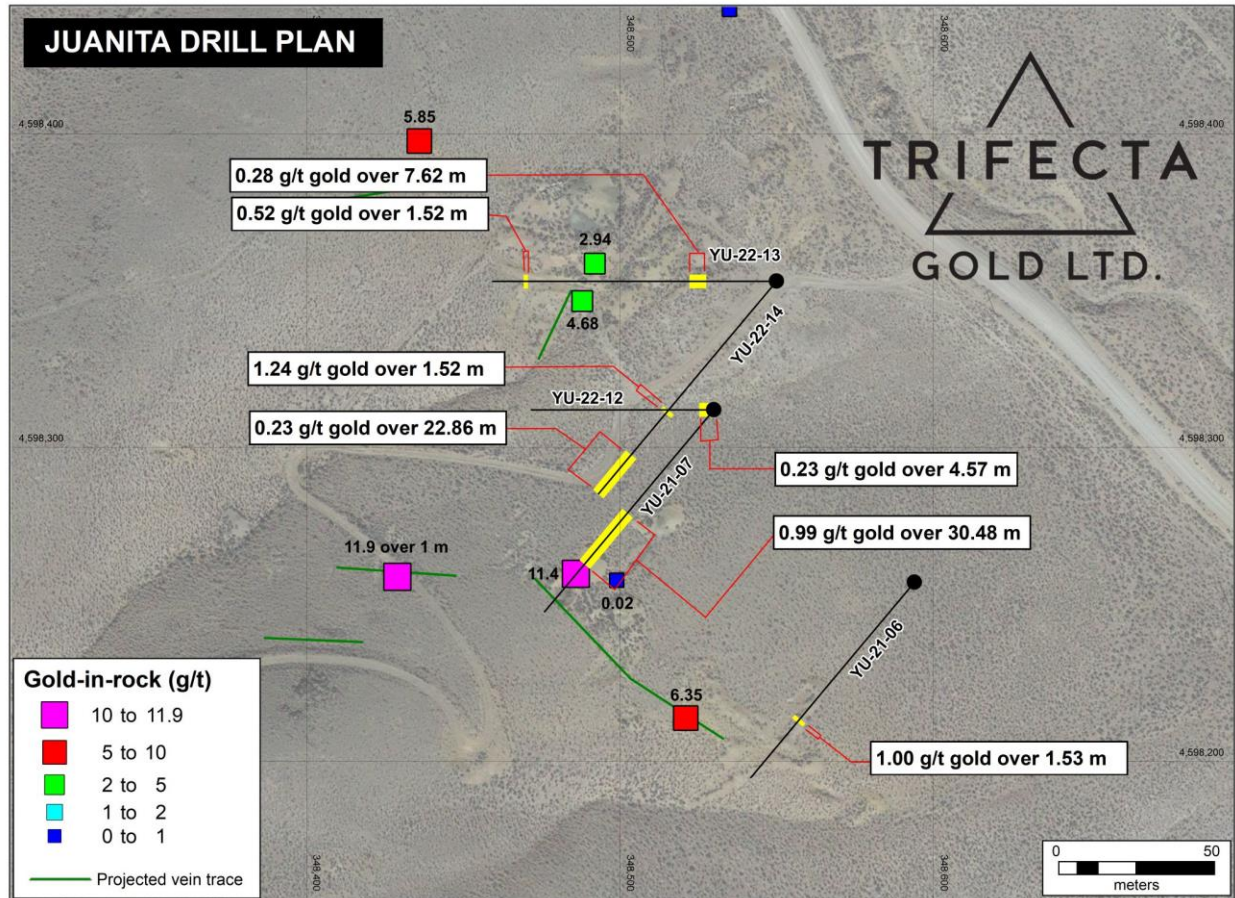 JUANITA DRILL PLAN
348,500
348,600
4,598,400
4,598,400
5.85
TRIFECTA
GOLD LTD.
0.28 g/t gold over 7.62 m
0.52 g/t gold over 1.52 m
2.94
YU-22-13
4.68
YU-22-14
1.24 g/t gold over 1.52 m
YU-22-12
0.23 g/t gold over 22.86 m
4,598,300
4,598,300
0.23 g/t gold over 4.57 m
YU-21-07
0.99 g/t gold over 30.48 m
11.9 over 1 m
11.4
0.02
YU-21-06
6.35
1.00 g/t gold over 1.53 m
4,598,200
Gold-in-rock (g/t)
10 to 11.9
5 to 10
2 to 5
1 to 2
0 to 1
Projected vein trace
348,400
348,500
348,600
0 50
meters